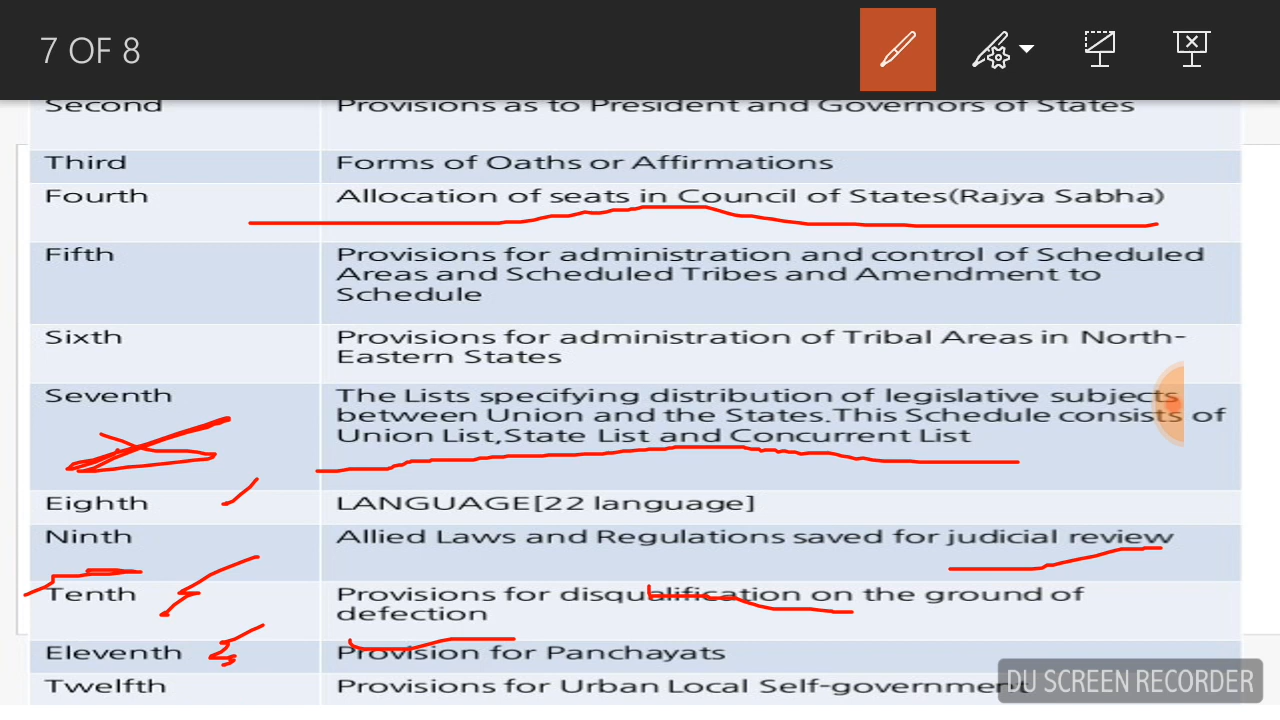 7 OF 8
Second Provisions as to President and Governors of States
Third Forms of Oaths or Affirmations
Fourth Allocation of seats in Council of States(Rajya Sabha)
Fifth Provisions for administration and control of Scheduled
Areas and Scheduled Tribes and Amendment to
Schedule
Sixth Provisions for administration of Tribal Areas in North-
Eastern States
Seventh The Lists specifying distribution of legislative subjects
between Union and the States.This Schedule consists of
Union List,State List and Concurrent List
Eighth LANGUAGE[22 language]
Ninth Allied Laws and Regulations saved for judicial review
Tenth Provisions for disqualification on the ground of
defection
Eleventh Provision for Panchayats
Twelfth Provisions for Urban Local Self-government
DU SCREEN RECORDER